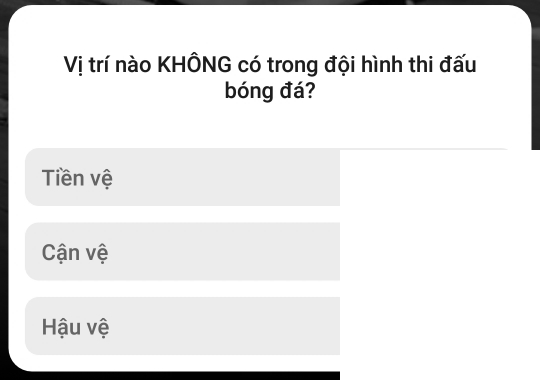 Vị trí nào KHÔNG có trong đội hình thi đấu
bóng đá?
Tiền vệ
Cận vệ
Hậu vệ